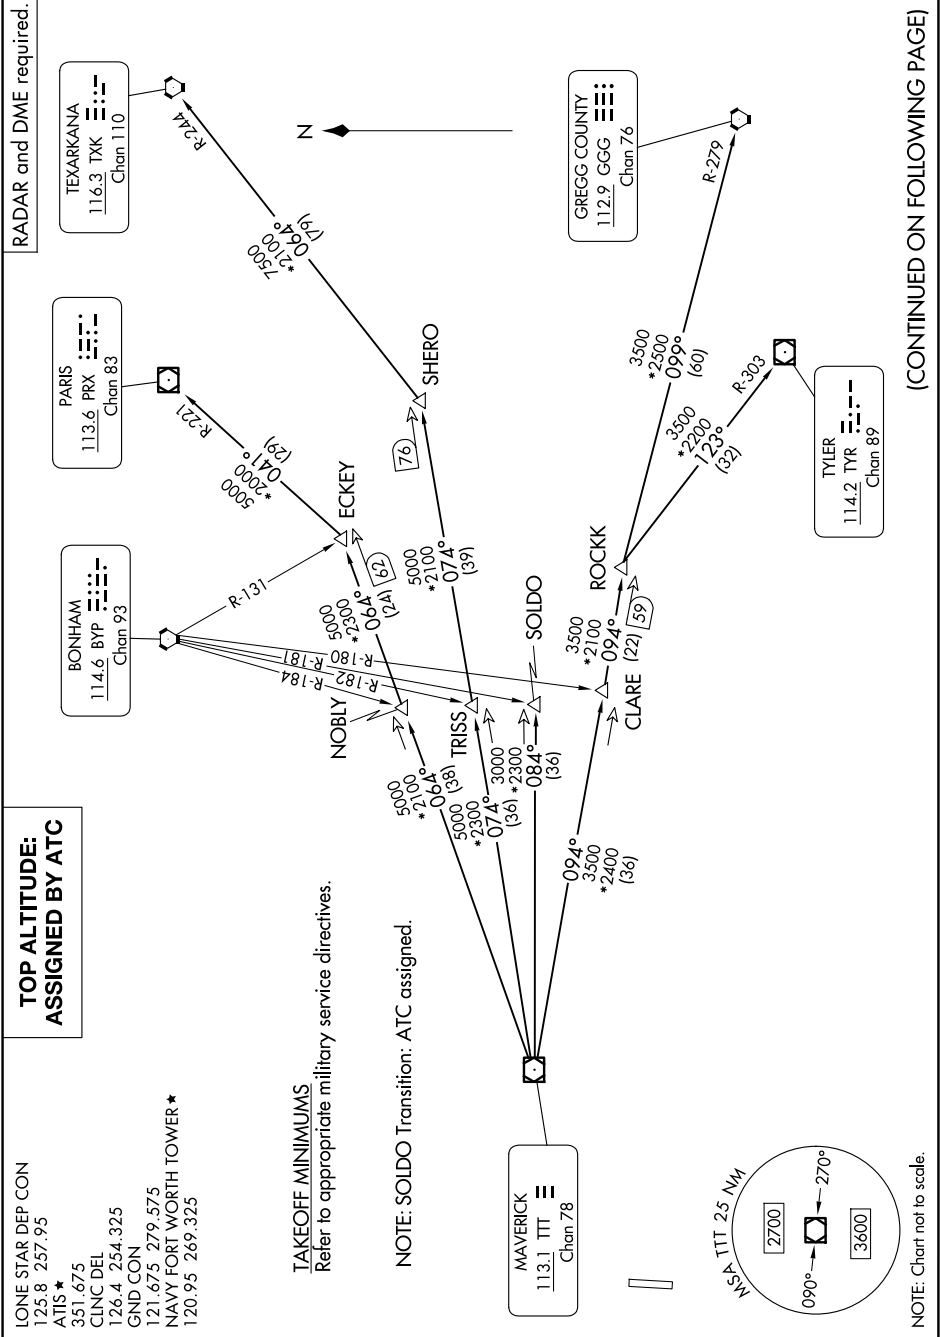 LONE STAR DEP CON
125.8 257.95
ATIS ★
351.675
CLNC DEL
126.4 254.325
GND CON
121.675 279.575
NAVY FORT WORTH TOWER ★
120.95 269.325
TOP ALTITUDE:
ASSIGNED BY ATC
RADAR and DME required.
BONHAM
114.6 BYP
Chan 93
PARIS
113.6 PRX
Chan 83
TEXARKANA
116.3 TXK
Chan 110
R-221
R-244
N
R-131
R-184
R-181
R-182
R-180
5000
*2000
041°
(29)
7500
*2100
064°
(79)
TAKEOFF MINIMUMS
Refer to appropriate military service directives.
NOTE: SOLDO Transition: ATC assigned.
NOBLY
ECKEY
5000
*2300
064°
(24)
62
SHERO
76
5000
*2100
064°
(38)
TRISS
5000
*2100
074°
(39)
5000
*2300
074°
(36)
SOLDO
3000
*2300
084°
(36)
094°
3500
*2400
(36)
CLARE
3500
*2100
094°
(22)
59
ROCKK
3500
*2500
099°
(60)
R-279
GREGG COUNTY
112.9 GGG
Chan 76
3500
*2200
123°
(32)
R-303
TYLER
114.2 TYR
Chan 89
MAVERICK
113.1 TTT
Chan 78
MSA TTT 25 NM
2700
090°
270°
3600
NOTE: Chart not to scale.
(CONTINUED ON FOLLOWING PAGE)